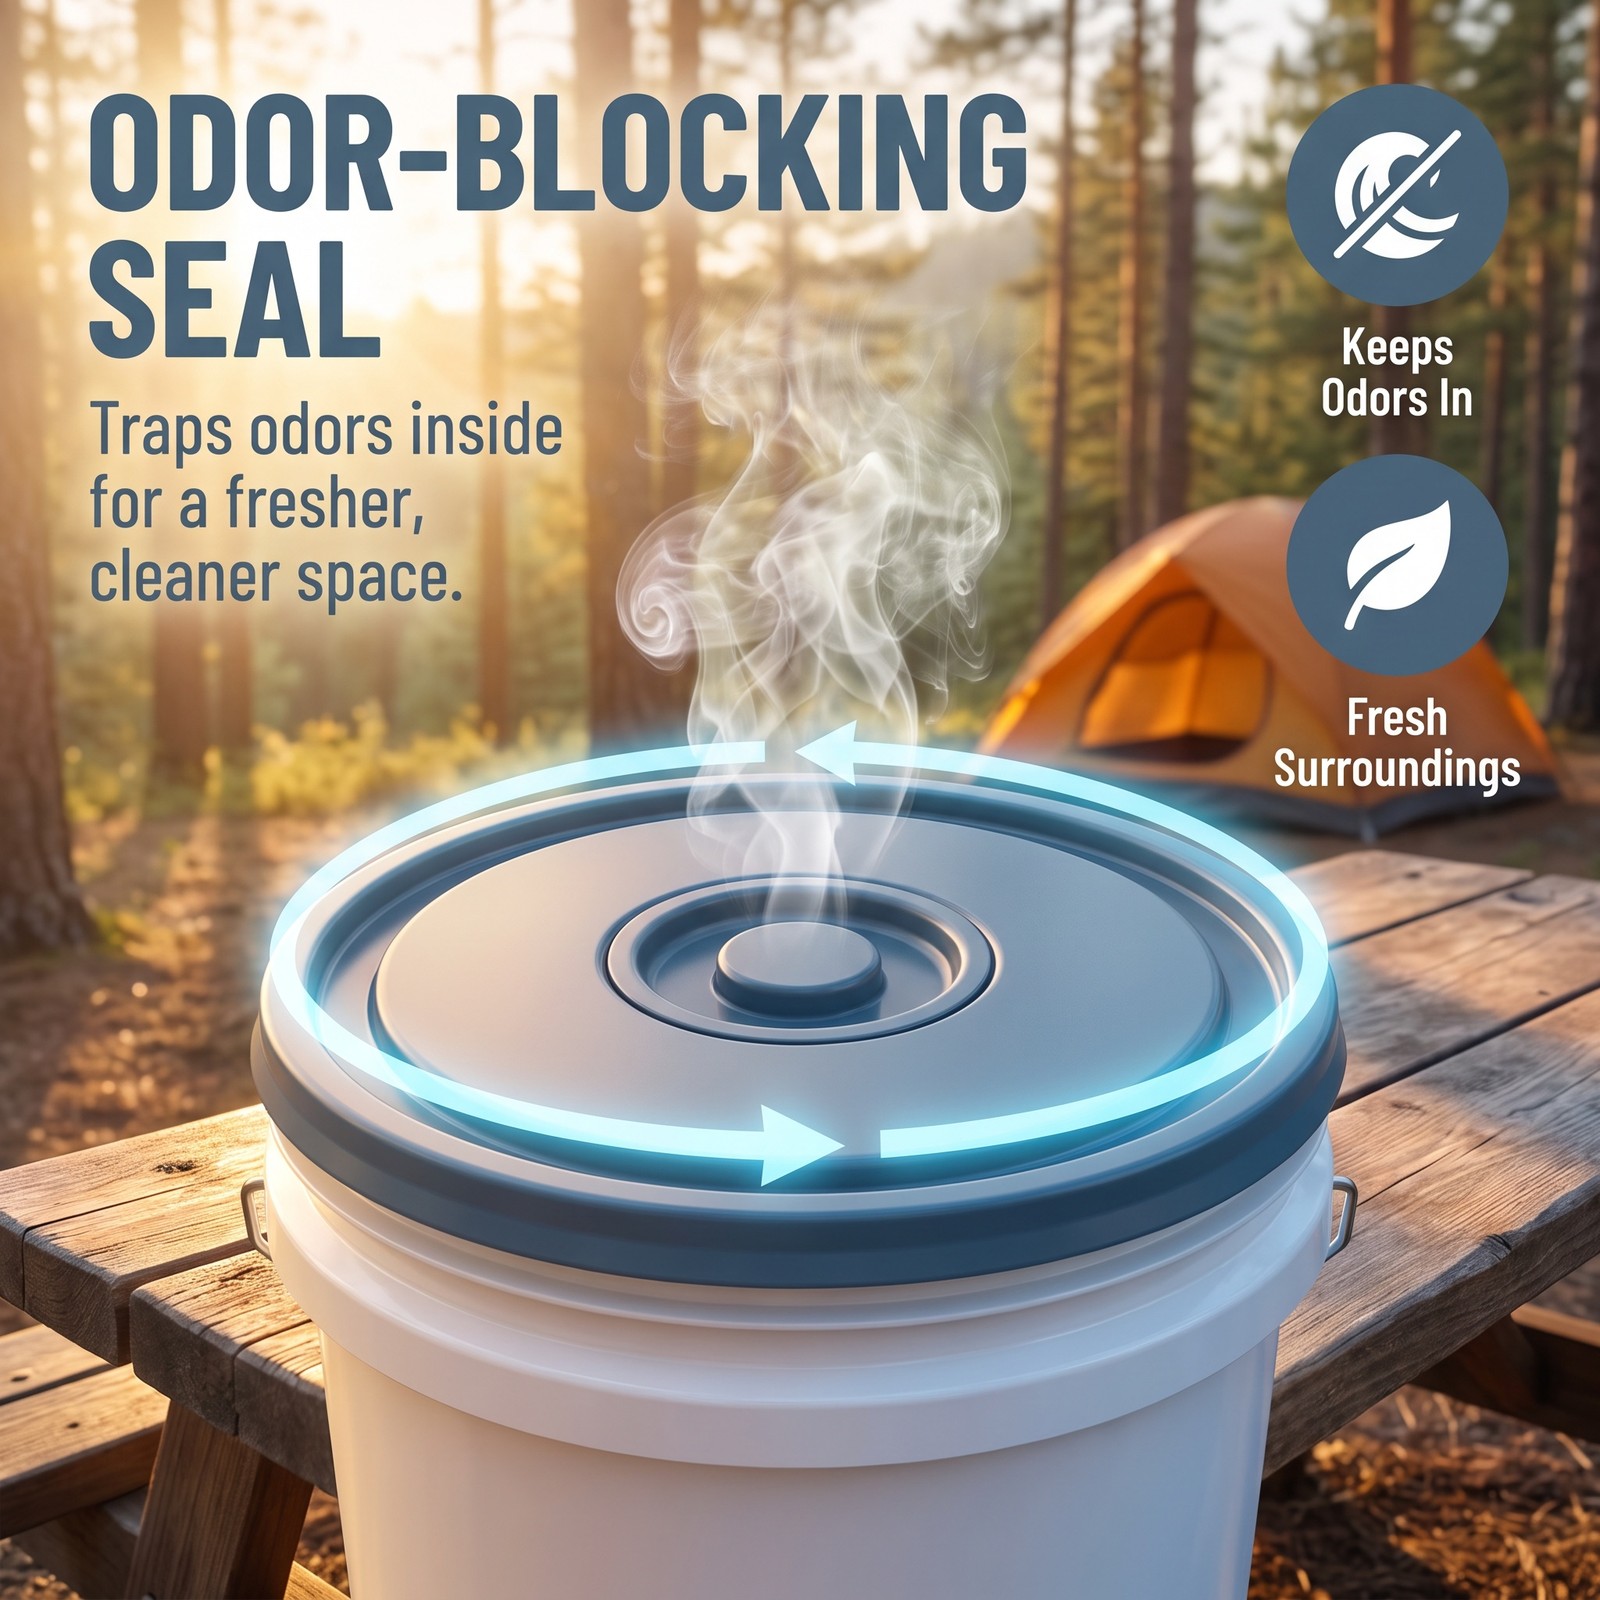 ODOR-BLOCKING
SEAL
Traps odors inside
for a fresher,
cleaner space.
Keeps
Odors In
Fresh
Surroundings